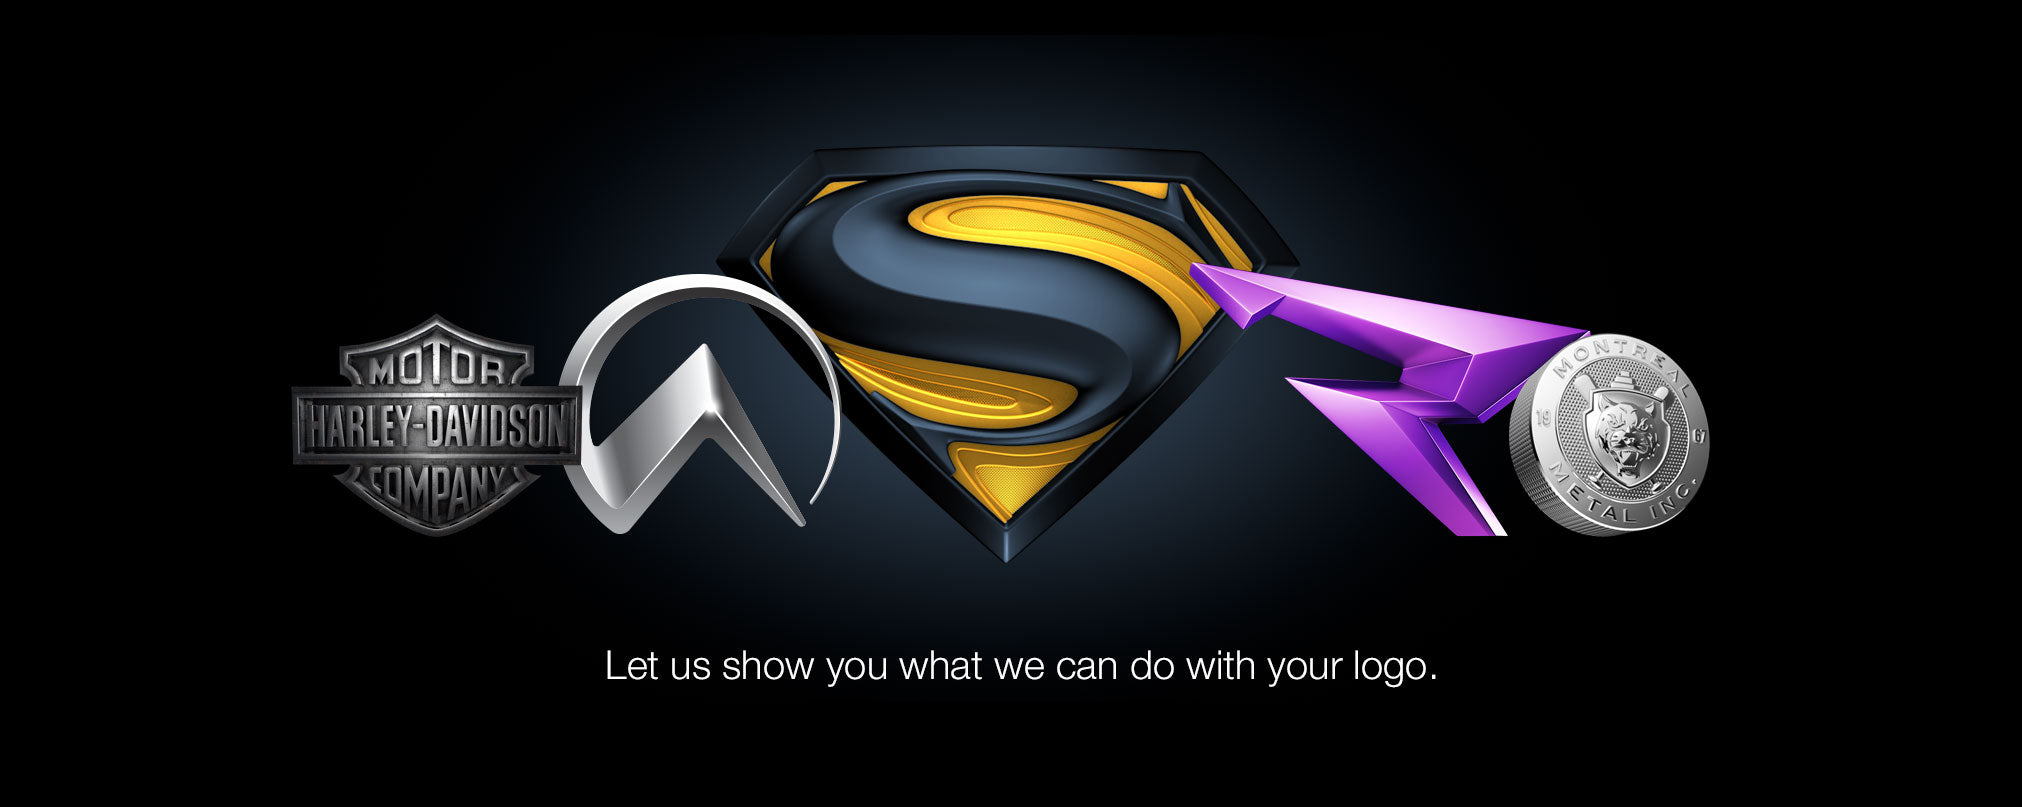 MOTOR
HARLEY-DAVIDSON
COMPANY
S
MONTREAL
19 67
METAL INC.
Let us show you what we can do with your logo.